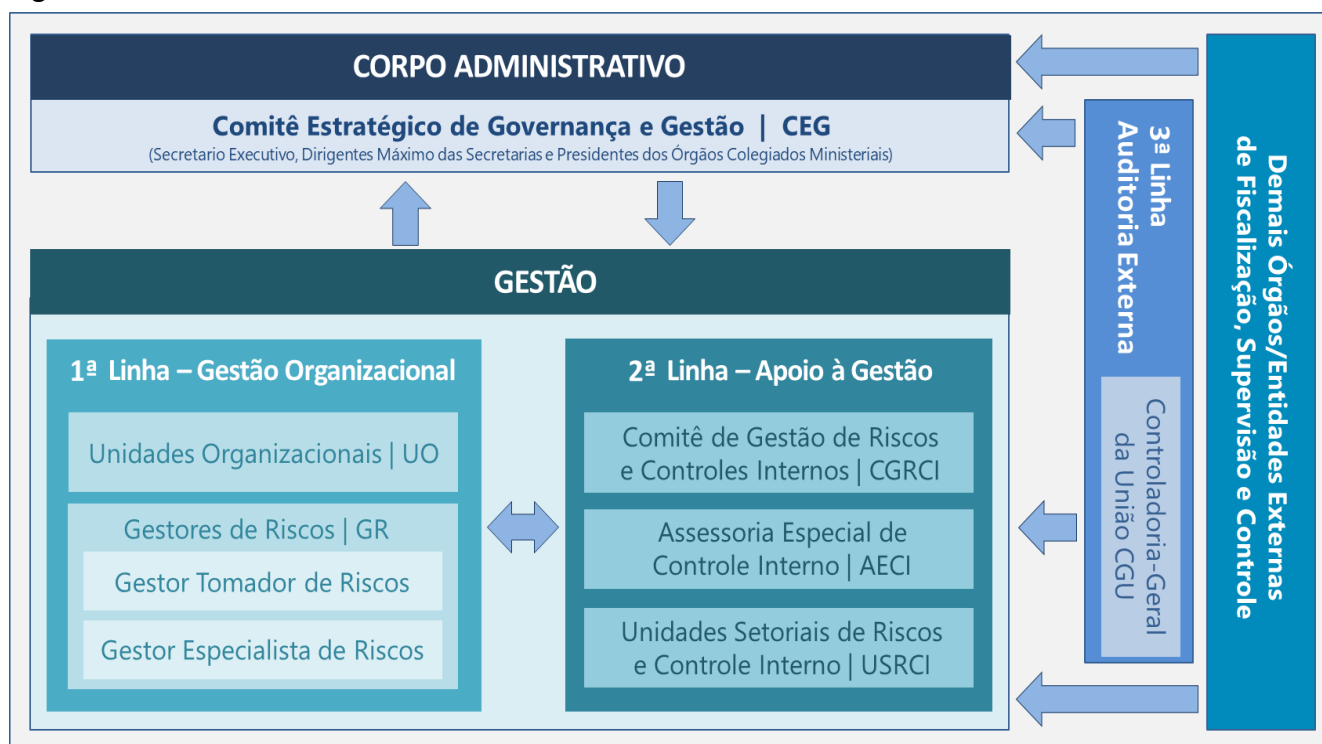 CORPO ADMINISTRATIVO
Comitê Estratégico de Governança e Gestão | CEG
(Secretario Executivo, Dirigentes Máximo das Secretarias e Presidentes dos Órgãos Colegiados Ministeriais)
GESTÃO
1ª Linha – Gestão Organizacional
Unidades Organizacionais | UO
Gestores de Riscos | GR
Gestor Tomador de Riscos
Gestor Especialista de Riscos
2ª Linha – Apoio à Gestão
Comitê de Gestão de Riscos
e Controles Internos | CGRCI
Assessoria Especial de
Controle Interno | AECI
Unidades Setoriais de Riscos
e Controle Interno | USRCI
3ª Linha
Auditoria Externa
Controladoria-Geral
da União CGU
Demais Órgãos/Entidades Externas
de Fiscalização, Supervisão e Controle